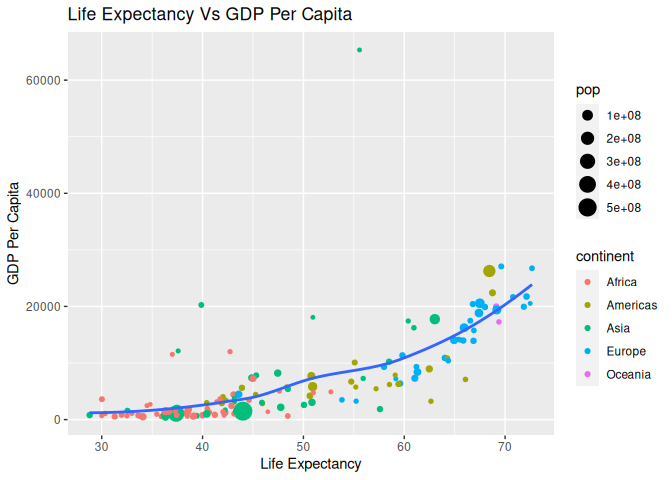 Life Expectancy Vs GDP Per Capita
60000
40000
20000
0
30 40 50 60 70
Life Expectancy
GDP Per Capita
pop
1e+08
2e+08
3e+08
4e+08
5e+08
continent
Africa
Americas
Asia
Europe
Oceania